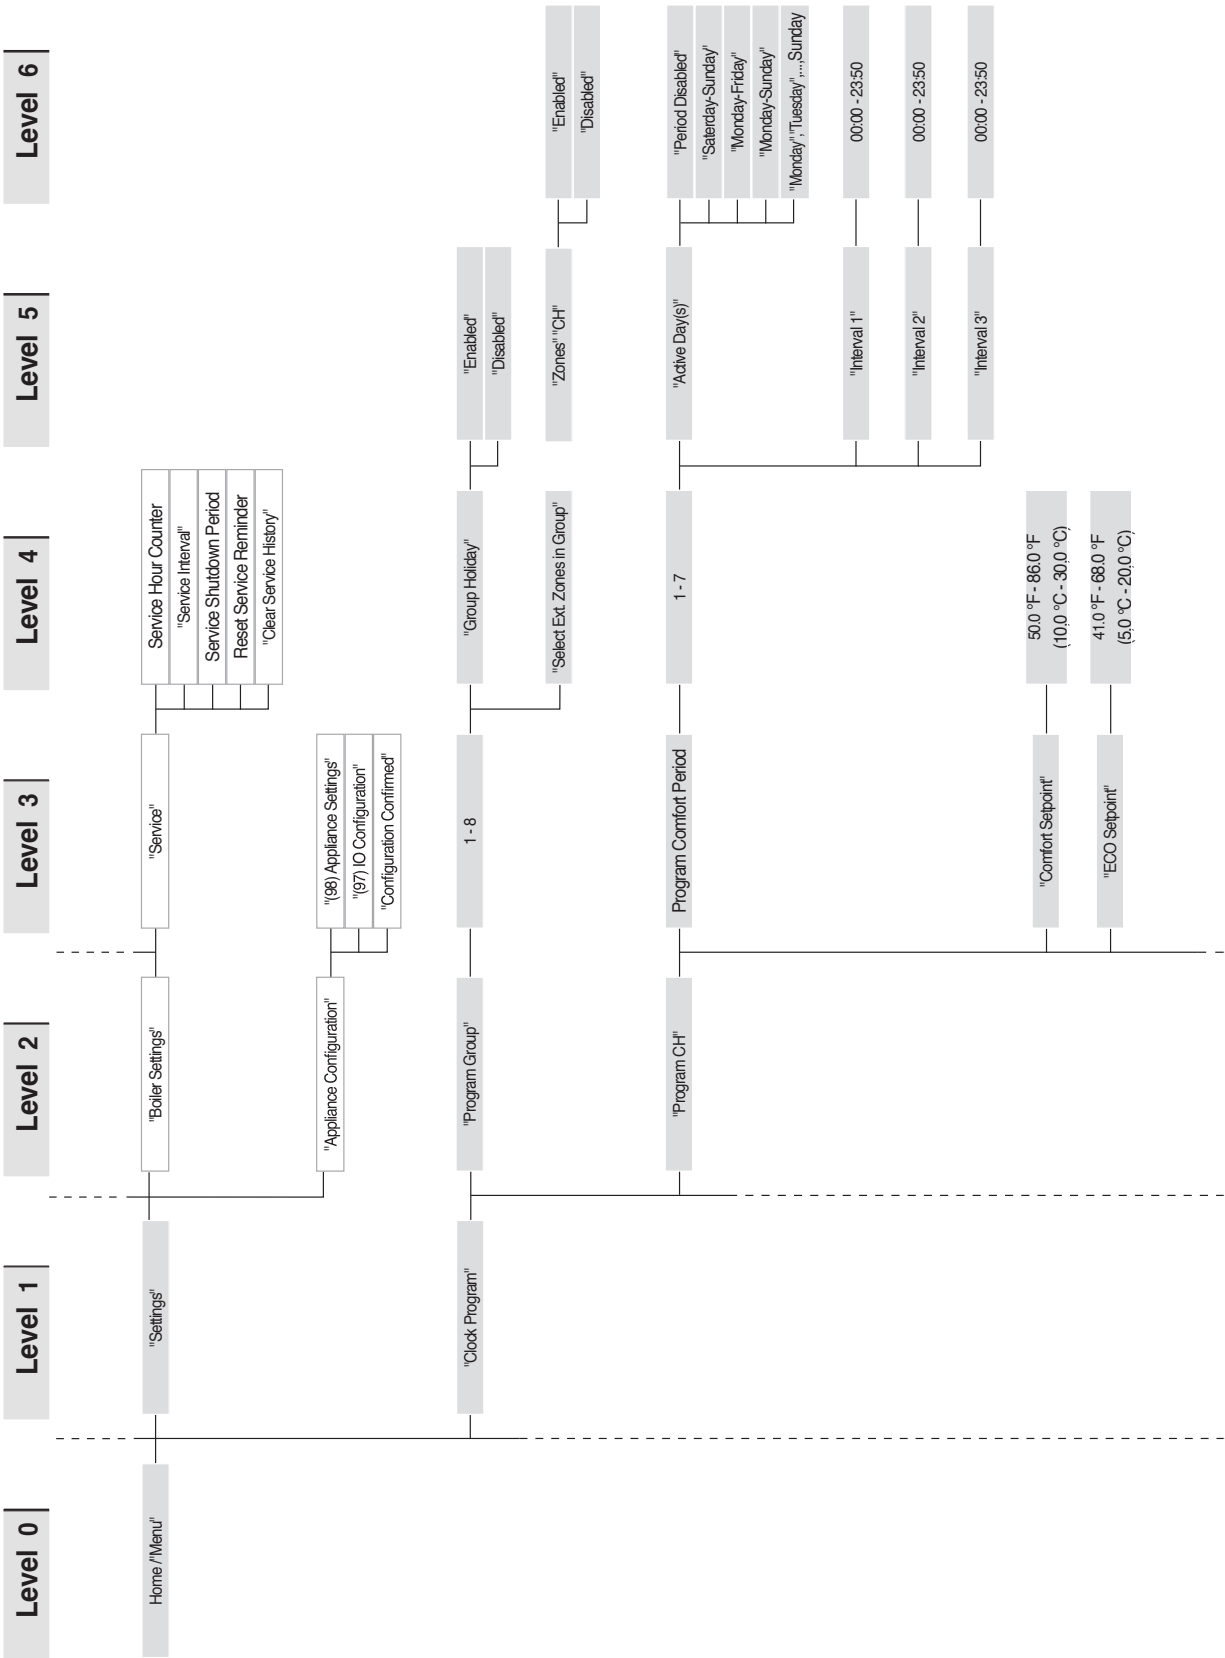 Level 0
Level 1
Level 2
Level 3
Level 4
Level 5
Level 6
Home /"Menu"
"Settings"
"Boiler Settings"
"Service"
Service Hour Counter
"Service Interval"
Service Shutdown Period
Reset Service Reminder
"Clear Service History"
"Appliance Configuration"
"(98) Appliance Settings"
"(97) IO Configuration"
"Configuration Confirmed"
"Clock Program"
"Program Group"
1 - 8
"Group Holiday"
"Enabled"
"Disabled"
"Select Ext. Zones in Group"
"Zones" "CH"
"Enabled"
"Disabled"
"Program CH"
Program Comfort Period
1 - 7
"Active Day(s)"
"Period Disabled"
"Saterday-Sunday"
"Monday-Friday"
"Monday-Sunday"
"Monday","Tuesday",...,Sunday
"Interval 1"
00:00 - 23:50
"Interval 2"
00:00 - 23:50
"Interval 3"
00:00 - 23:50
"Comfort Setpoint"
50.0 °F - 86.0 °F
(10,0 °C - 30,0 °C)
"ECO Setpoint"
41.0 °F - 68.0 °F
(5,0 °C - 20,0 °C)